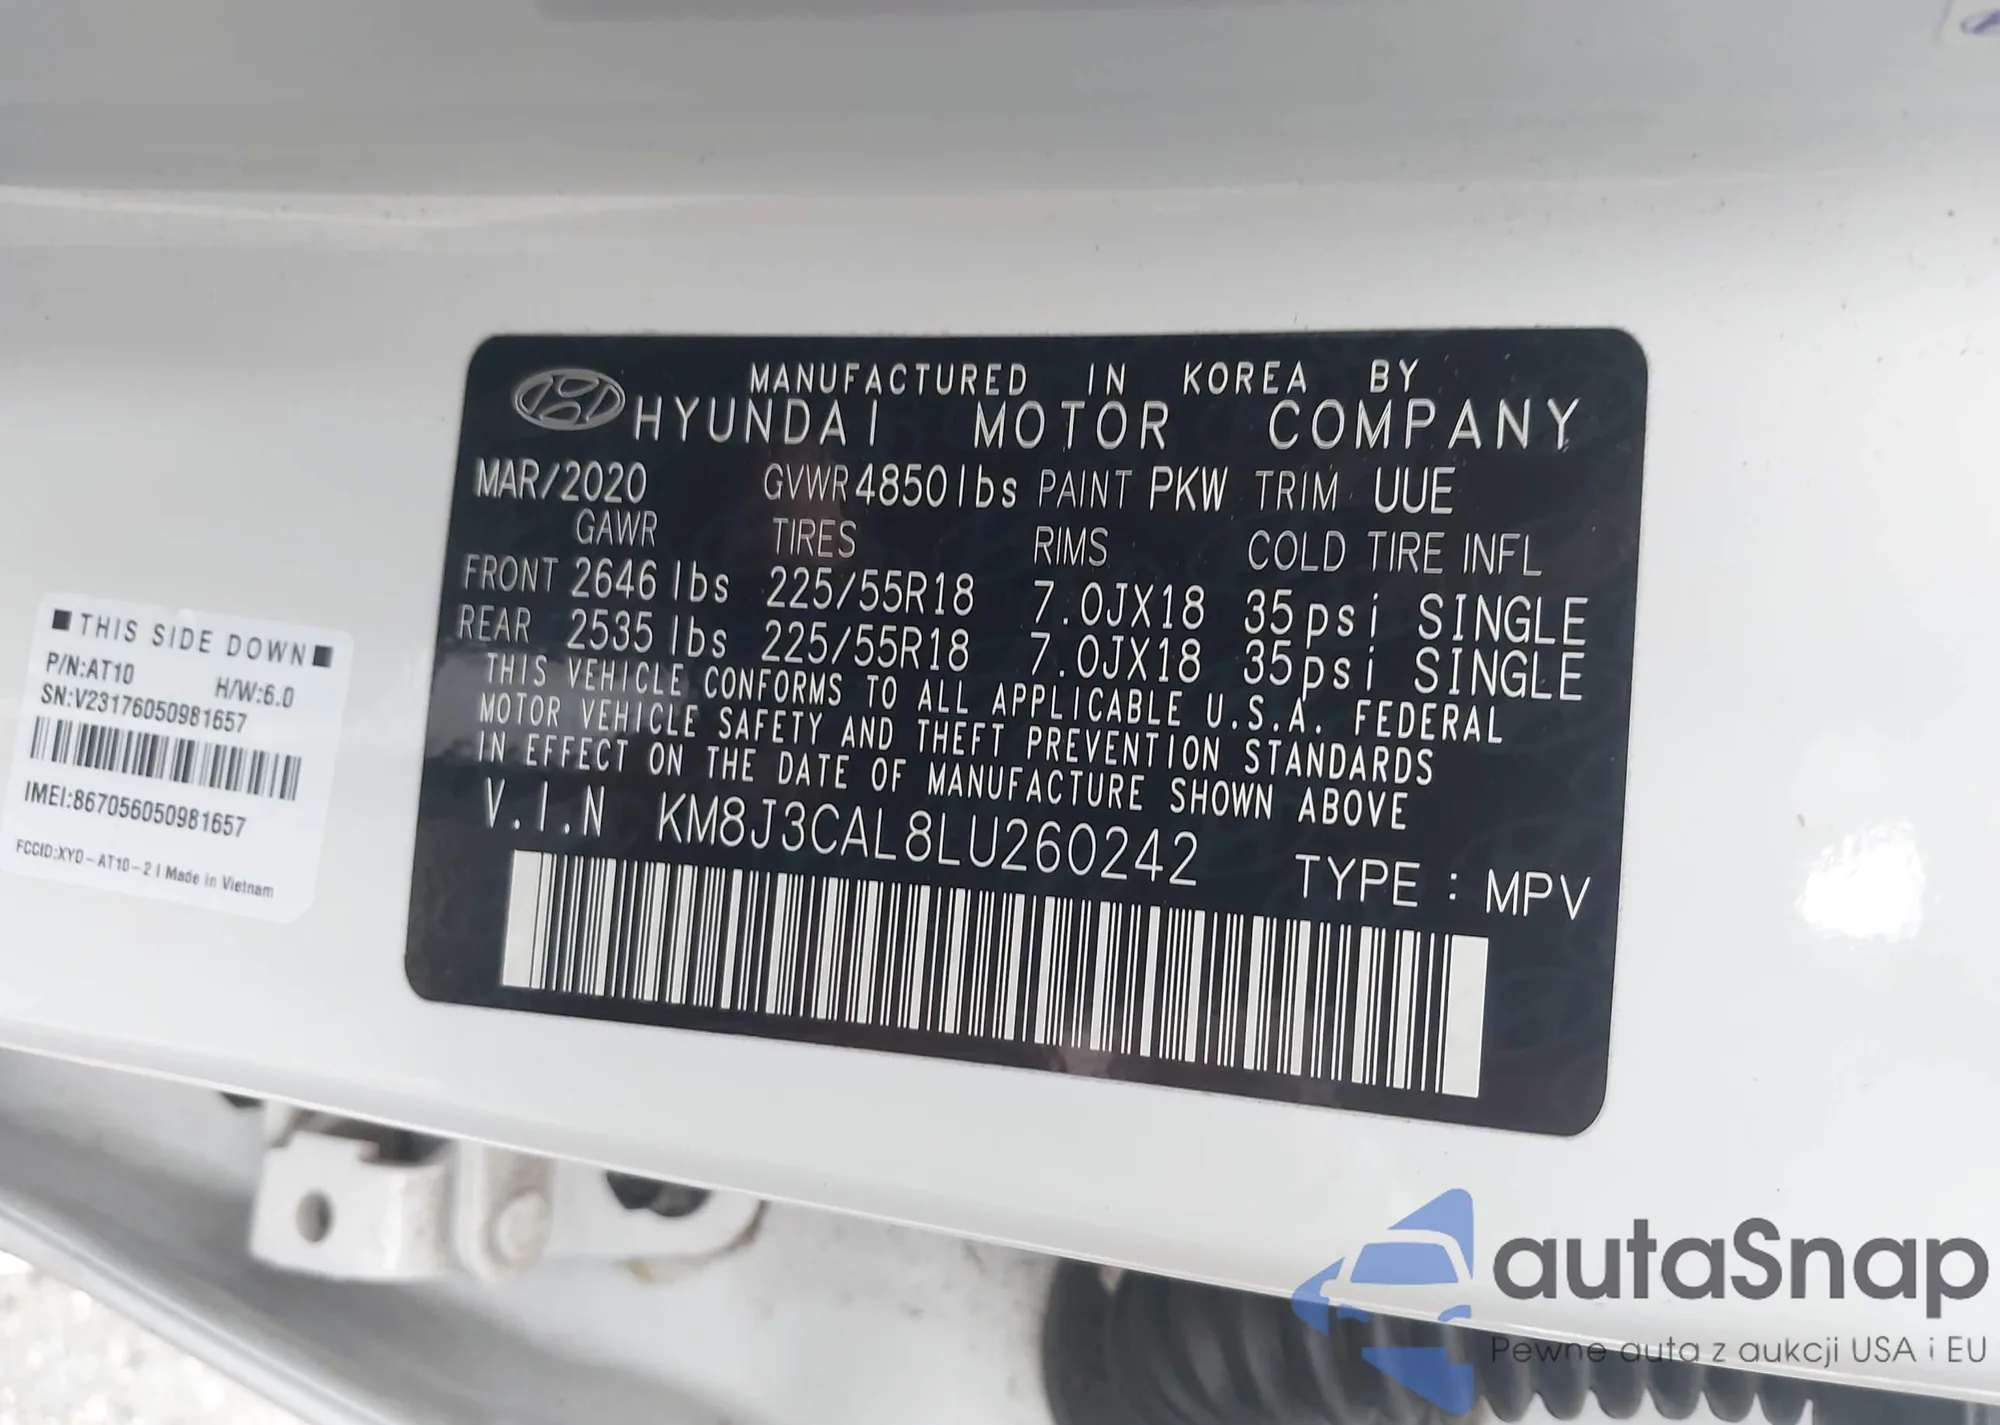 MANUFACTURED IN KOREA BY
HYUNDAI MOTOR COMPANY
MAR/2020 GVWR 4850lbs PAINT PKW TRIM UUE
GAWR TIRES RIMS COLD TIRE INFL
FRONT 2646 lbs 225/55R18 7.0JX18 35psi SINGLE
REAR 2535 lbs 225/55R18 7.0JX18 35psi SINGLE
THIS VEHICLE CONFORMS TO ALL APPLICABLE U.S.A. FEDERAL
MOTOR VEHICLE SAFETY AND THEFT PREVENTION STANDARDS
IN EFFECT ON THE DATE OF MANUFACTURE SHOWN ABOVE
V.I.N KM8J3CAL8LU260242
TYPE : MPV
THIS SIDE DOWN
P/N:AT10 H/W:6.0
SN:V23176050981657
IMEI:867056050981657
FCCID:XY0-AT10-2 | Made in Vietnam
autaSnap
Pewne auta z aukcji USA i EU